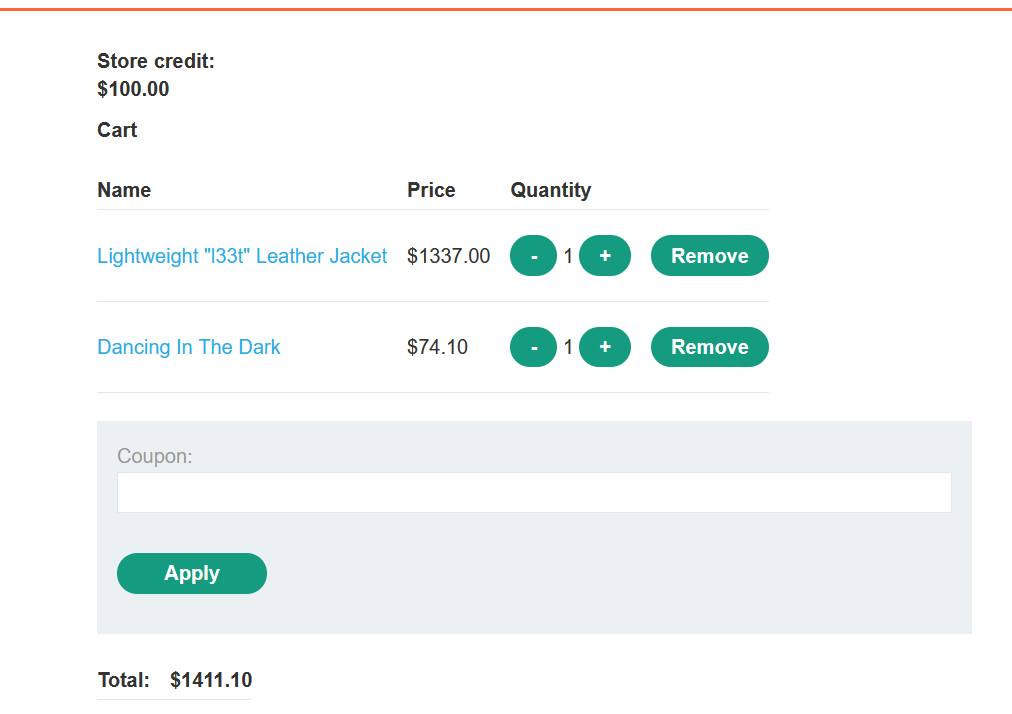 Store credit:
$100.00
Cart
Name Price Quantity
Lightweight "l33t" Leather Jacket $1337.00 - 1 + Remove
Dancing In The Dark $74.10 - 1 + Remove
Coupon:
Apply
Total: $1411.10